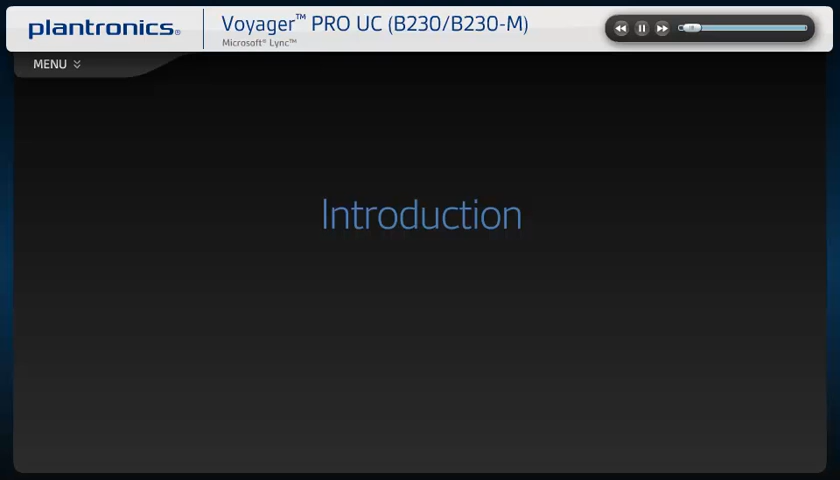 plantronics®
Voyager™ PRO UC (B230/B230-M)
Microsoft® Lync™
MENU
Introduction